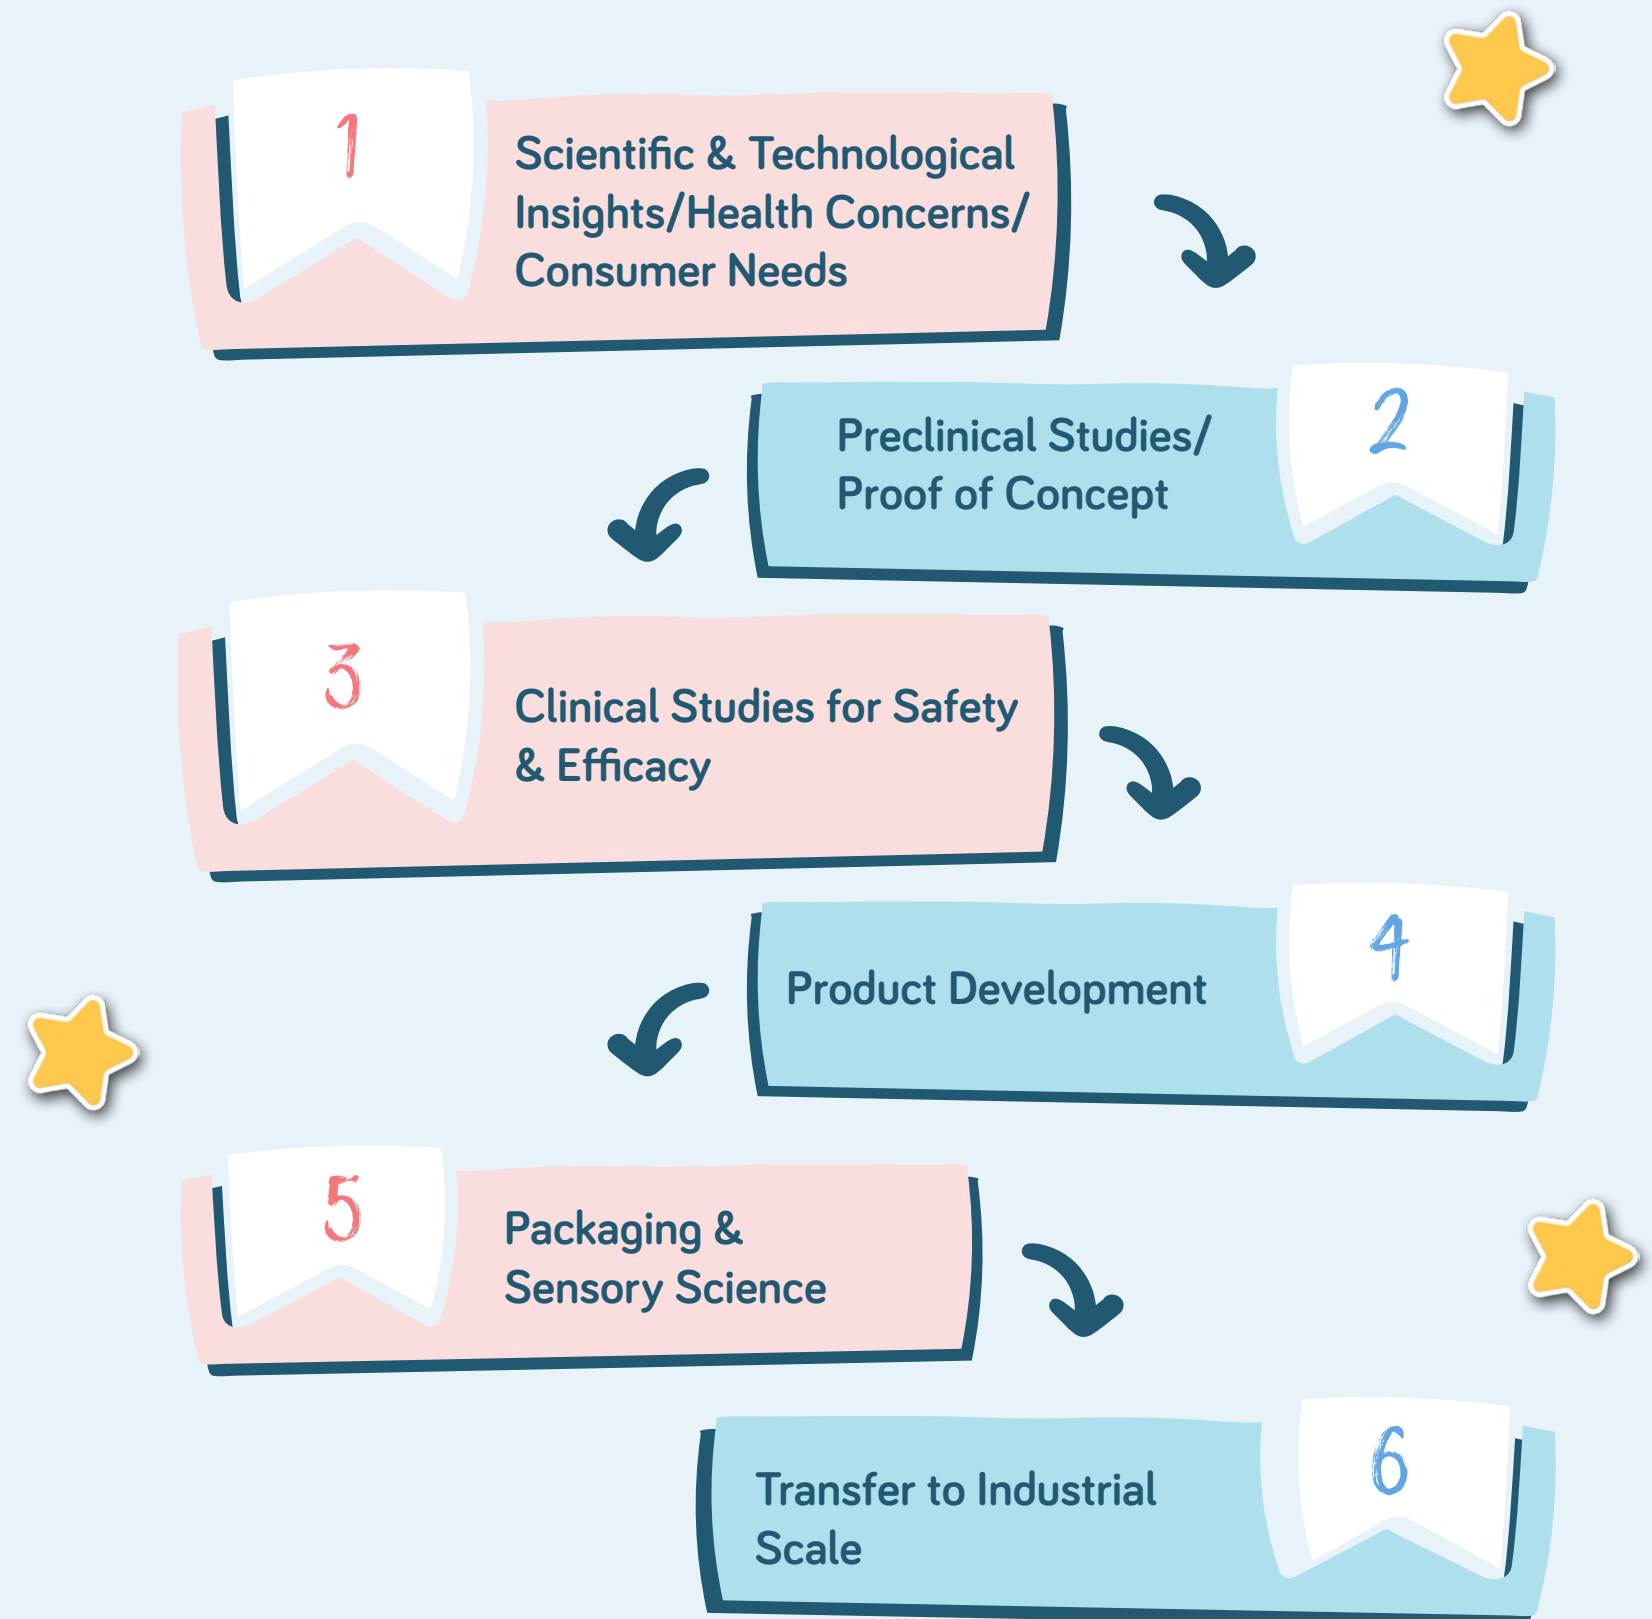 1
Scientific & Technological
Insights/Health Concerns/
Consumer Needs
2
Preclinical Studies/
Proof of Concept
3
Clinical Studies for Safety
& Efficacy
4
Product Development
5
Packaging &
Sensory Science
6
Transfer to Industrial
Scale